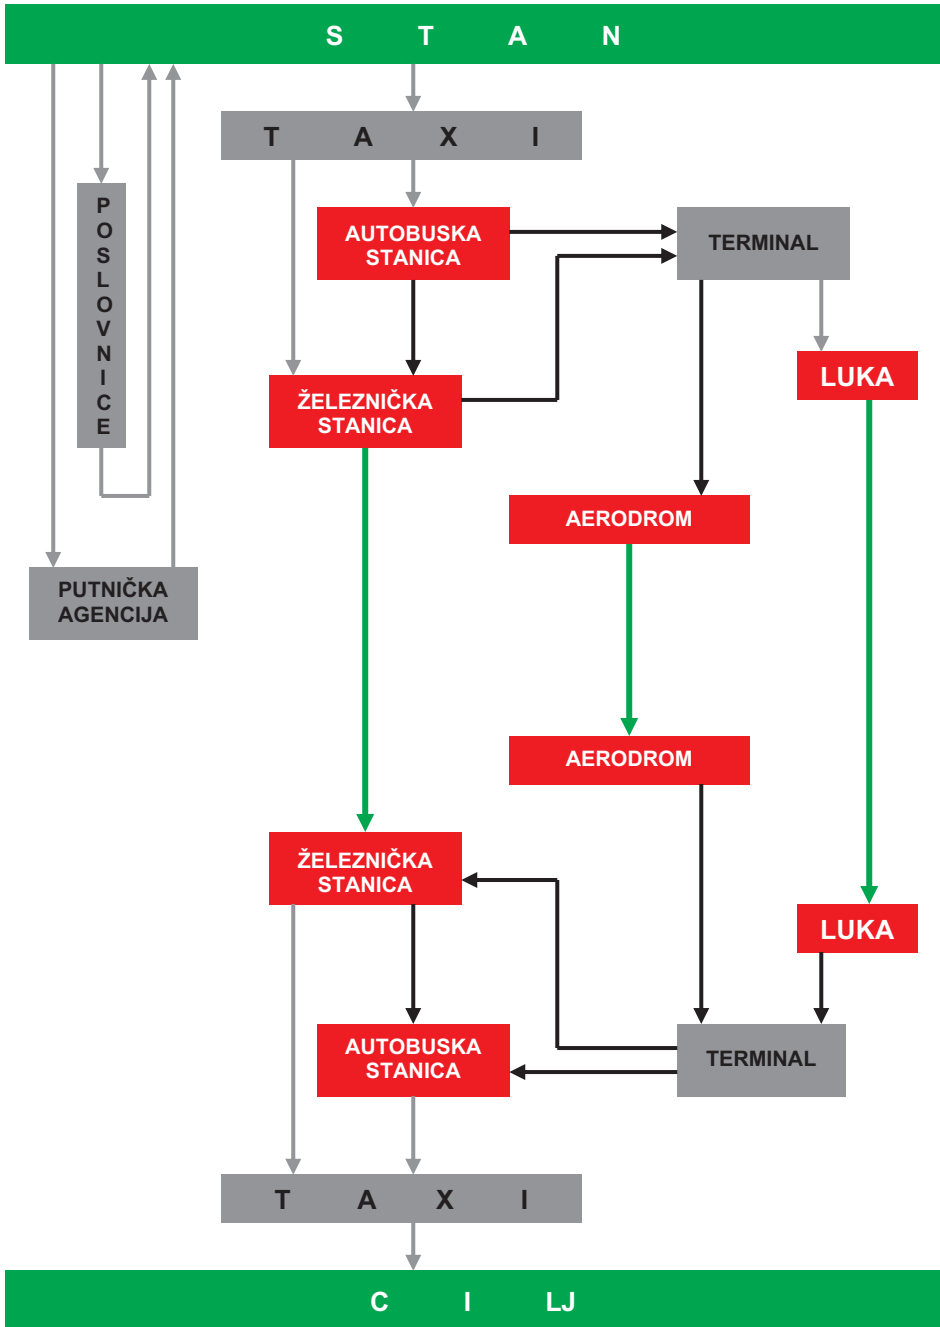 S T A N
T A X I
POSLOVNICE
AUTOBUSKA
STANICA
TERMINAL
LUKA
ŽELEZNIČKA
STANICA
AERODROM
PUTNIČKA
AGENCIJA
AERODROM
ŽELEZNIČKA
STANICA
LUKA
AUTOBUSKA
STANICA
TERMINAL
T A X I
C I LJ